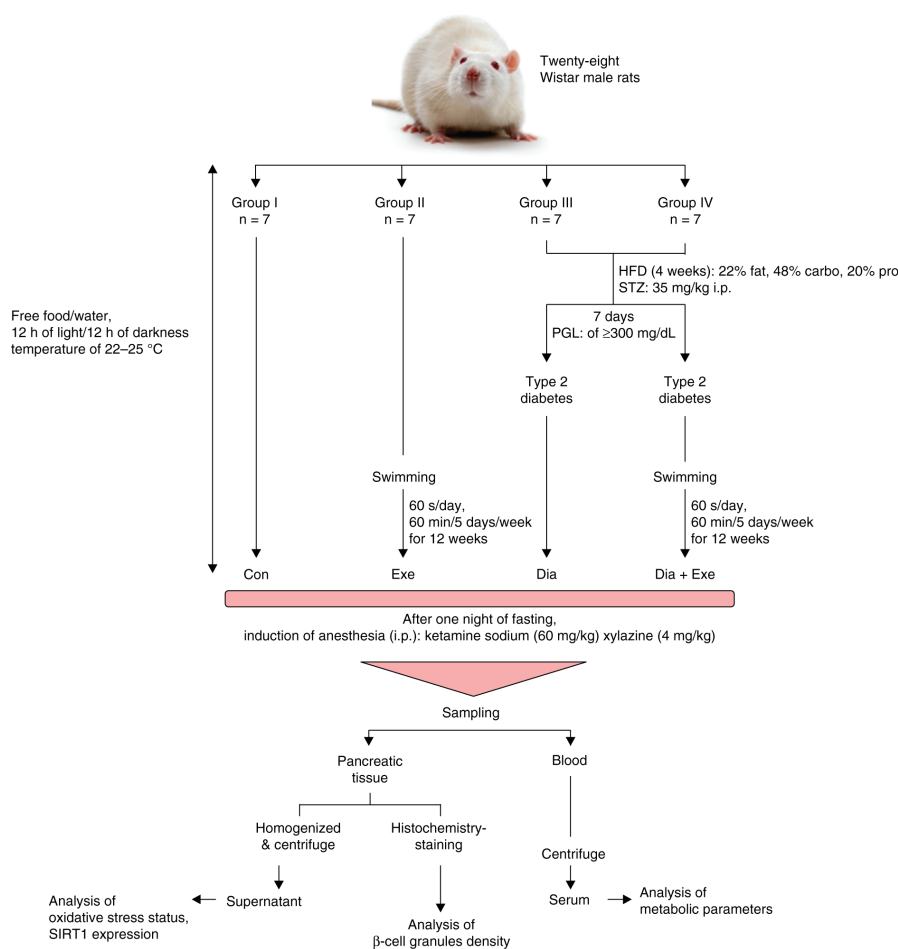 Twenty-eight
Wistar male rats
Group I
n = 7
Group II
n = 7
Group III
n = 7
Group IV
n = 7
HFD (4 weeks): 22% fat, 48% carbo, 20% pro
STZ: 35 mg/kg i.p.
Free food/water,
12 h of light/12 h of darkness
temperature of 22–25 °C
7 days
PGL: of ≥300 mg/dL
Type 2
diabetes
Type 2
diabetes
Swimming
60 s/day,
60 min/5 days/week
for 12 weeks
Swimming
60 s/day,
60 min/5 days/week
for 12 weeks
Con
Exe
Dia
Dia + Exe
After one night of fasting,
induction of anesthesia (i.p.): ketamine sodium (60 mg/kg) xylazine (4 mg/kg)
Sampling
Pancreatic
tissue
Blood
Homogenized
& centrifuge
Histochemistry-
staining
Centrifuge
Analysis of
oxidative stress status,
SIRT1 expression
Supernatant
Analysis of
β-cell granules density
Serum
Analysis of
metabolic parameters